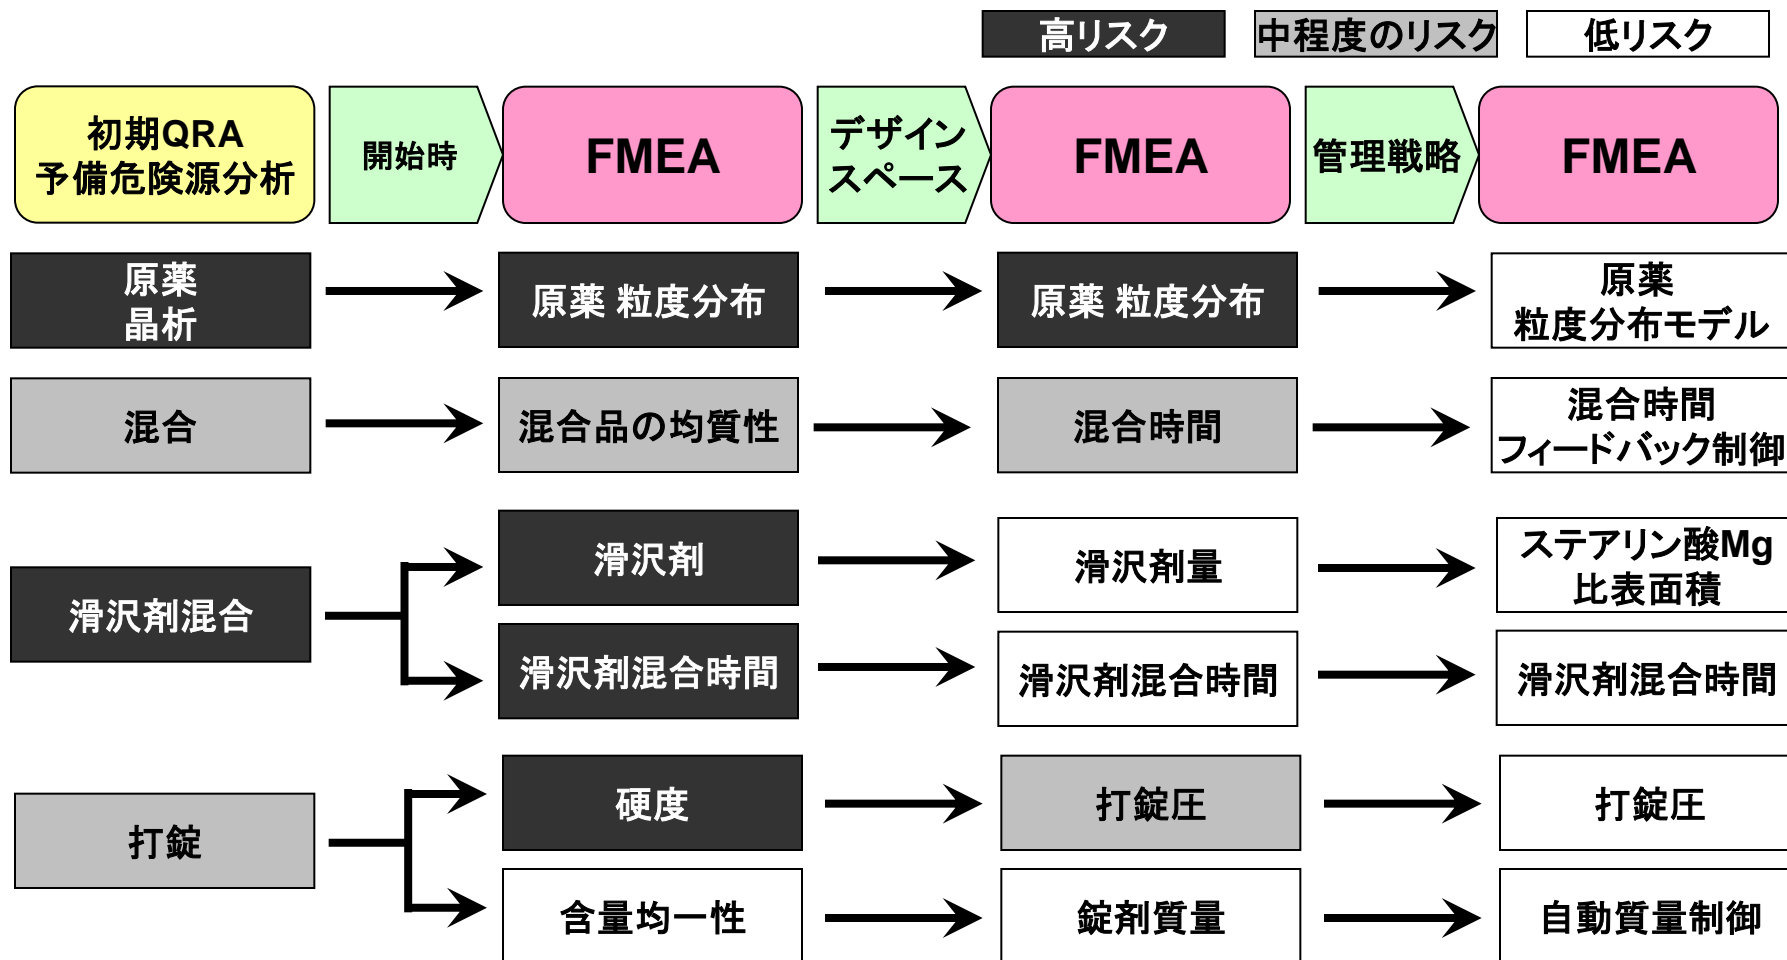 高リスク
中程度のリスク
低リスク
初期QRA
予備危険源分析
開始時
FMEA
デザイン
スペース
FMEA
管理戦略
FMEA
原薬
晶析
原薬 粒度分布
原薬 粒度分布
原薬
粒度分布モデル
混合
混合品の均質性
混合時間
混合時間
フィードバック制御
滑沢剤混合
滑沢剤
滑沢剤量
ステアリン酸Mg
比表面積
滑沢剤混合時間
滑沢剤混合時間
滑沢剤混合時間
打錠
硬度
打錠圧
打錠圧
含量均一性
錠剤質量
自動質量制御